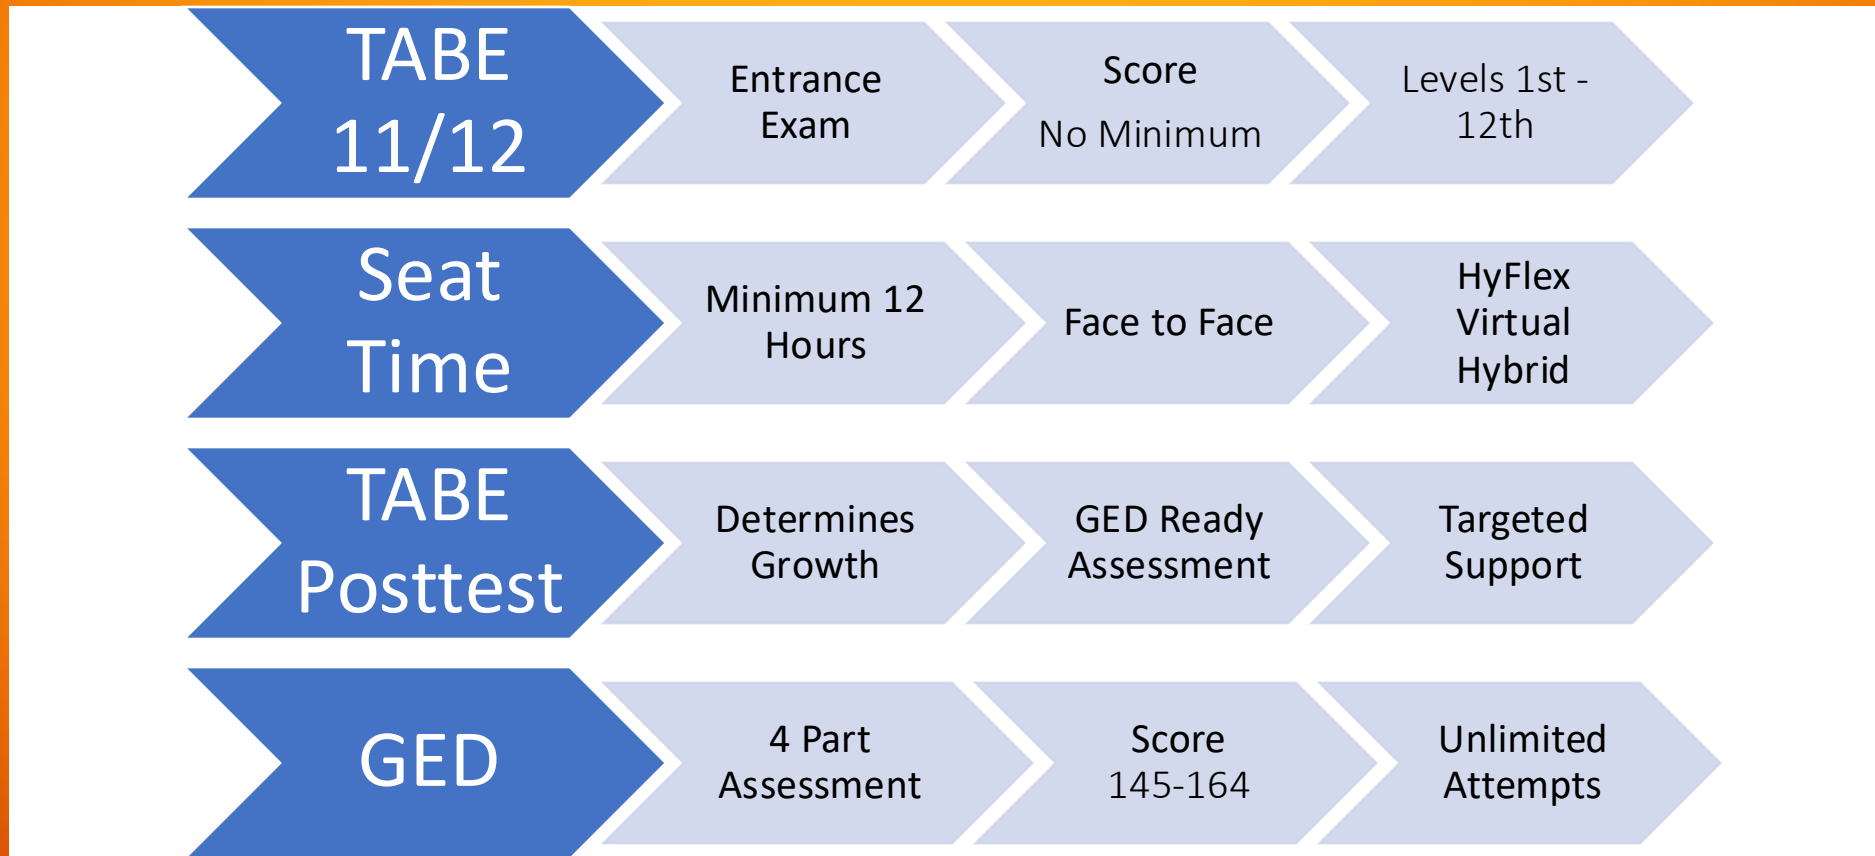 TABE
11/12
Entrance
Exam
Score
No Minimum
Levels 1st -
12th
Seat
Time
Minimum 12
Hours
Face to Face
HyFlex
Virtual
Hybrid
TABE
Posttest
Determines
Growth
GED Ready
Assessment
Targeted
Support
GED
4 Part
Assessment
Score
145-164
Unlimited
Attempts